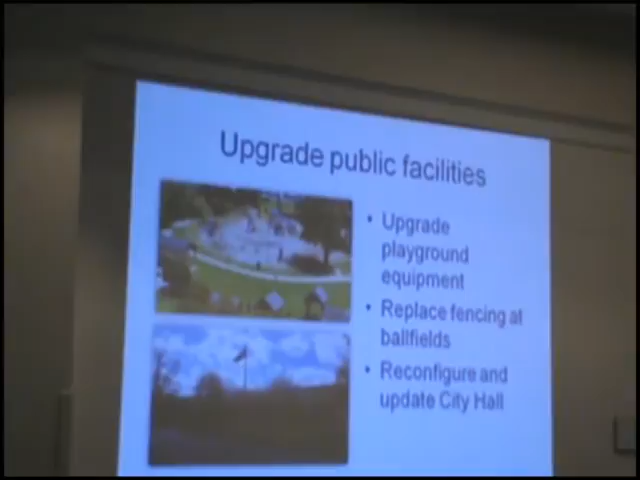 Upgrade public facilities
• Upgrade
playground
equipment
• Replace fencing at
ballfields
• Reconfigure and
update City Hall